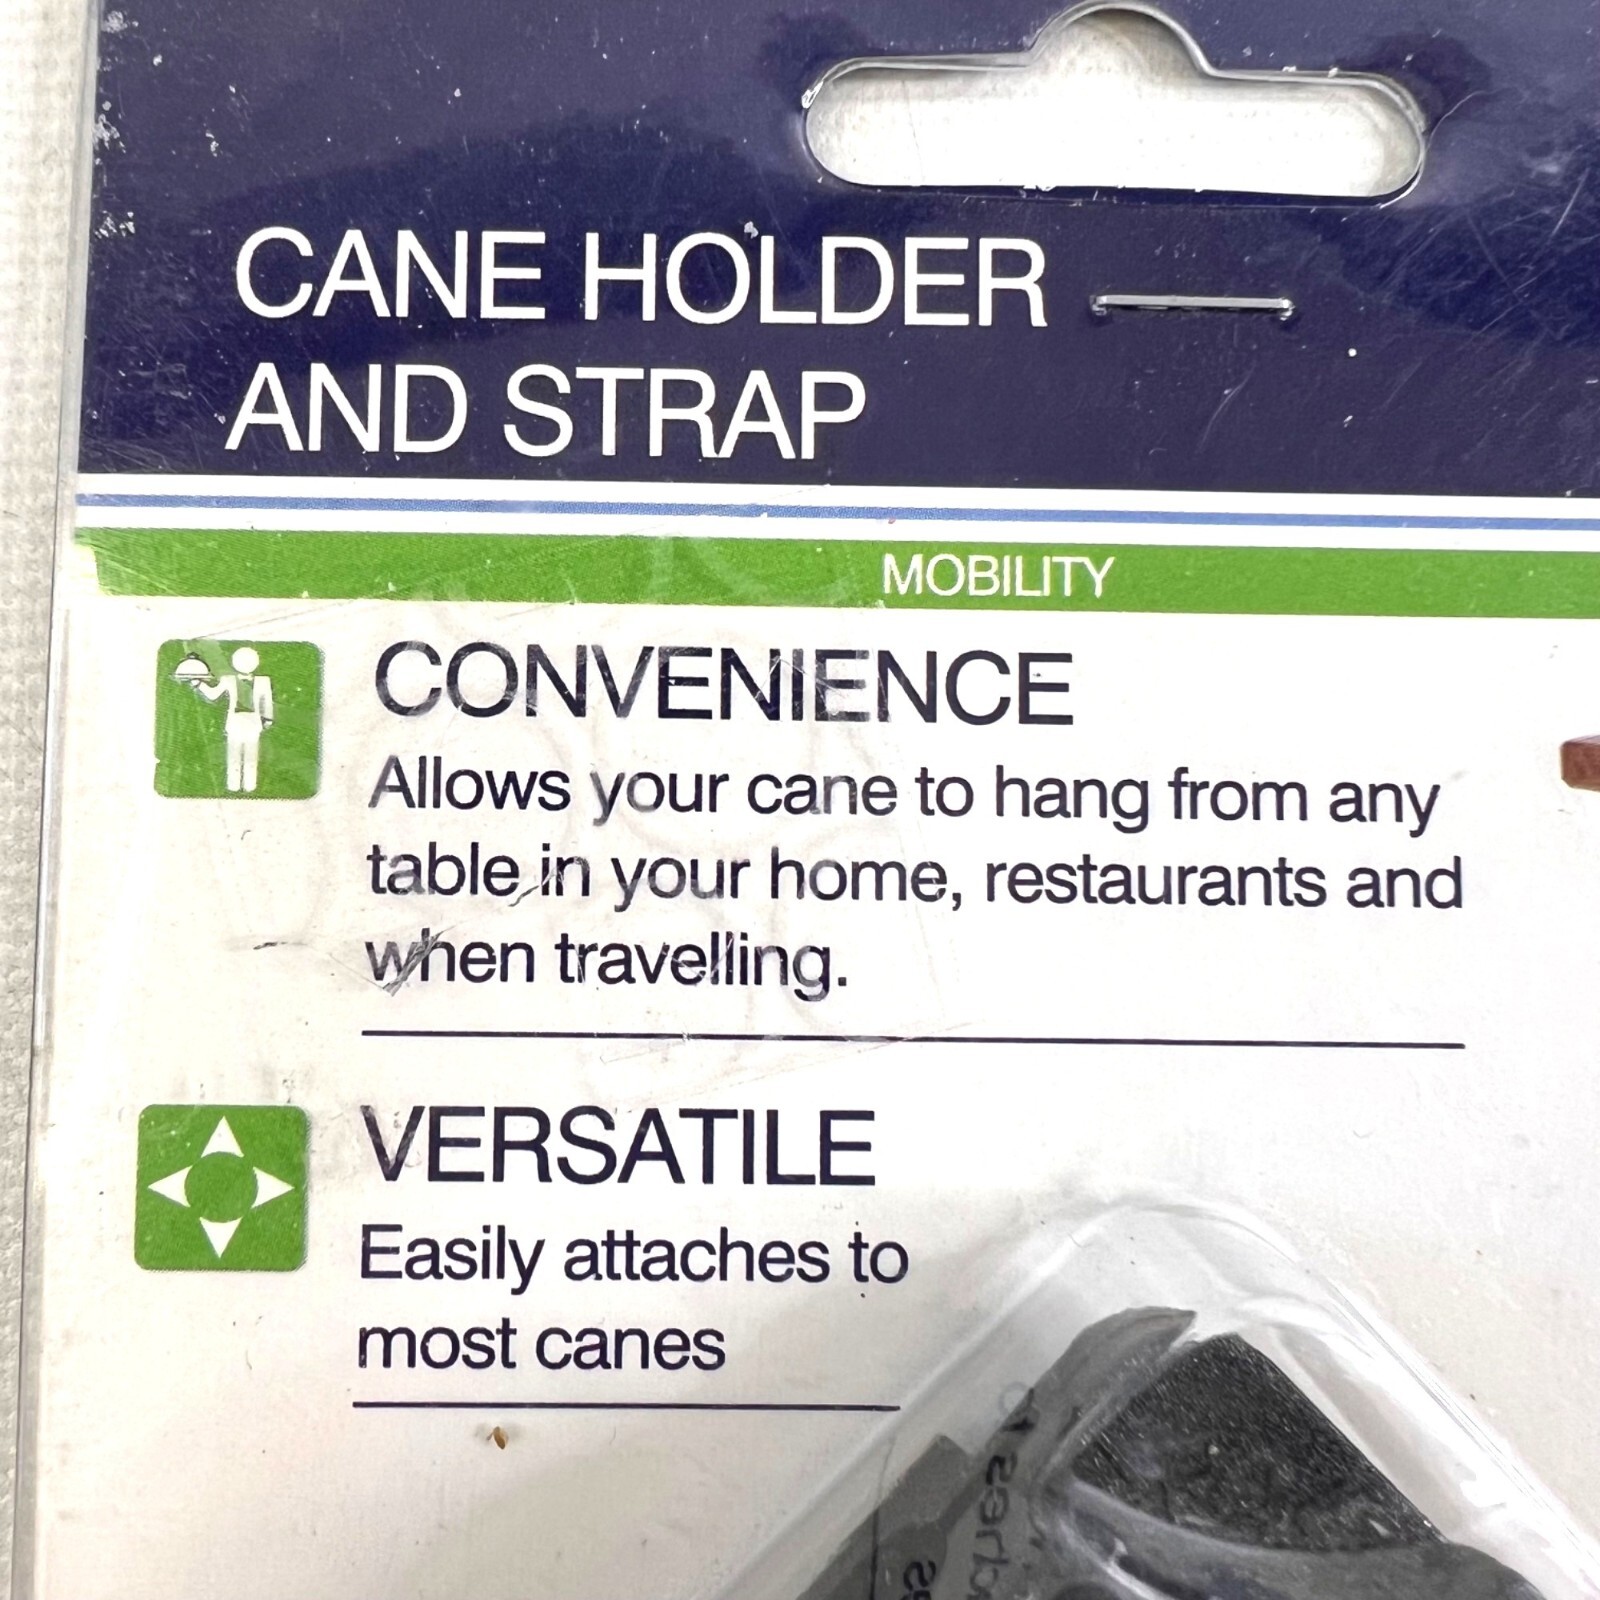 CANE HOLDER
AND STRAP
MOBILITY
CONVENIENCE
Allows your cane to hang from any
table in your home, restaurants and
when travelling.
VERSATILE
Easily attaches to
most canes